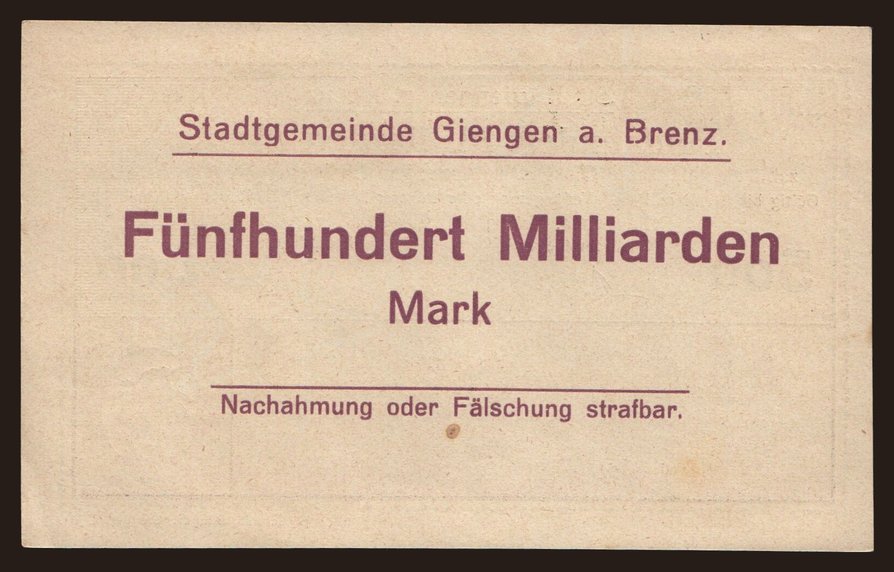 Stadtgemeinde Giengen a. Brenz.
Fünfhundert Milliarden
Mark
Nachahmung oder Fälschung strafbar.